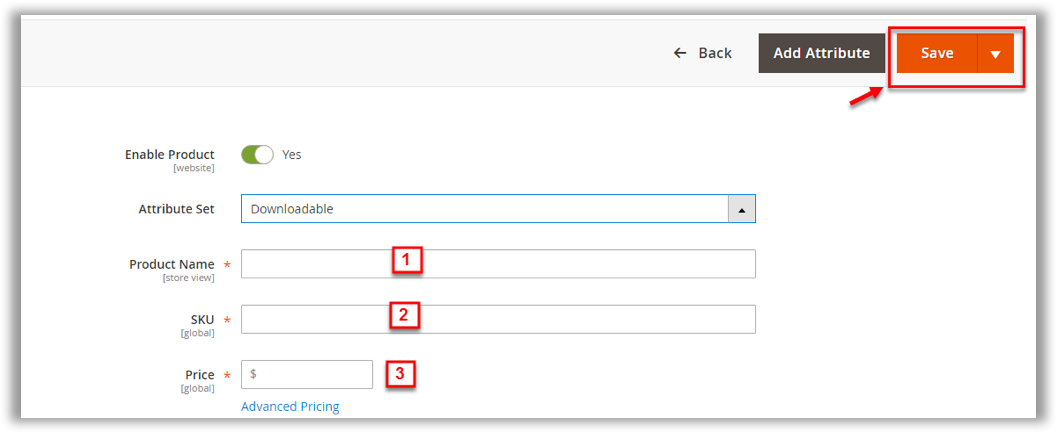 Back Add Attribute Save
Enable Product Yes
[website]
Attribute Set Downloadable
Product Name * 1
[store view]
SKU * 2
[global]
Price * $ 3
[global]
Advanced Pricing